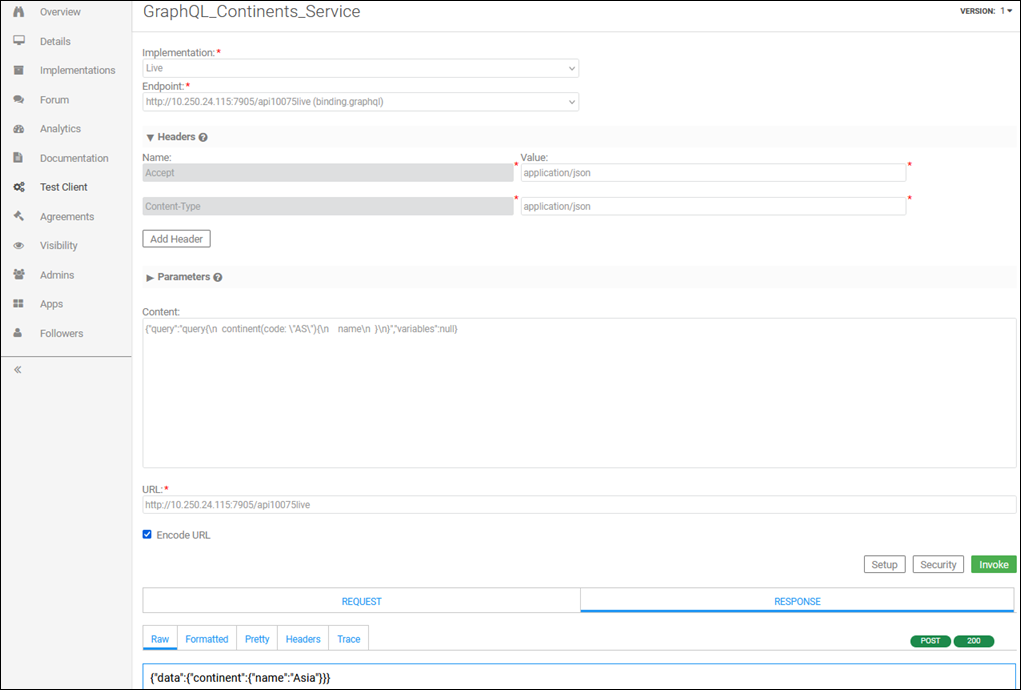 Overview
Details
Implementations
Forum
Analytics
Documentation
Test Client
Agreements
Visibility
Admins
Apps
Followers
GraphQL_Continents_Service
VERSION: 1
Implementation:*
Live
Endpoint:*
http://10.250.24.115:7905/api10075live (binding.graphql)
Headers
Name: Value:
Accept * application/json *
Content-Type * application/json *
Add Header
Parameters
Content:
{"query":"query{\n  continent(code: \"AS\"){\n    name\n  }\n}","variables":null}
URL:*
http://10.250.24.115:7905/api10075live
Encode URL
Setup Security Invoke
REQUEST RESPONSE
Raw Formatted Pretty Headers Trace POST 200
{"data":{"continent":{"name":"Asia"}}}